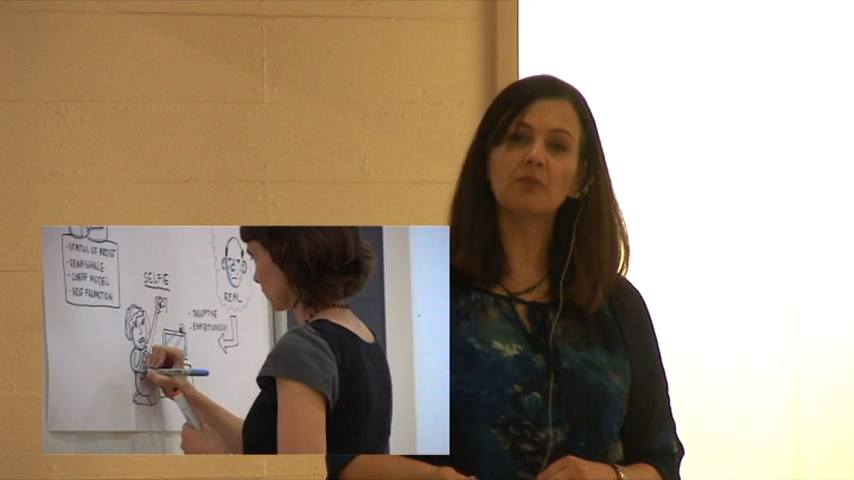 - STATUS OF ARTIST
- RENAISSANCE
- CHEAP MODEL
- SELF PROMOTION
SELFIE
REAL
- DECEPTIVE
- EXHIBITIONISM